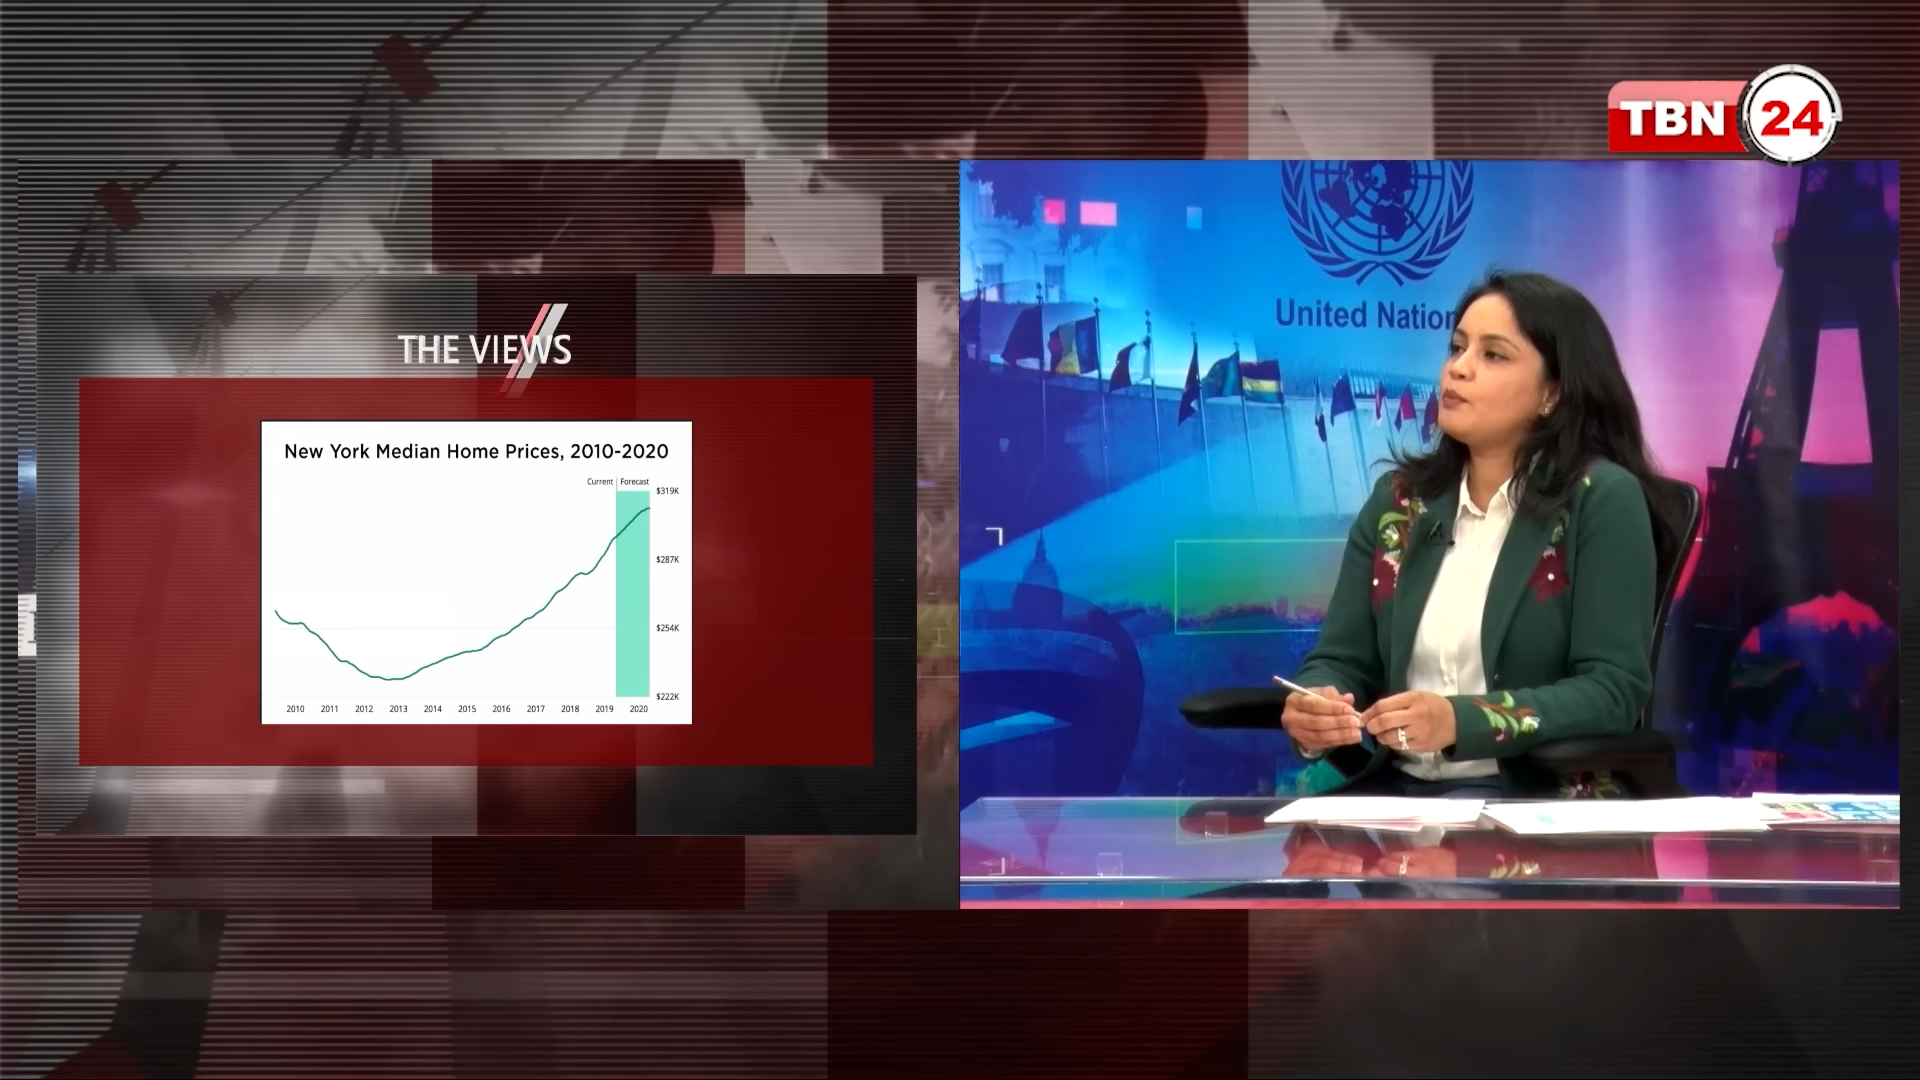 TBN 24
United Nation
THE VIEWS
New York Median Home Prices, 2010-2020
Current Forecast
$319K
$287K
$254K
$222K
2010 2011 2012 2013 2014 2015 2016 2017 2018 2019 2020